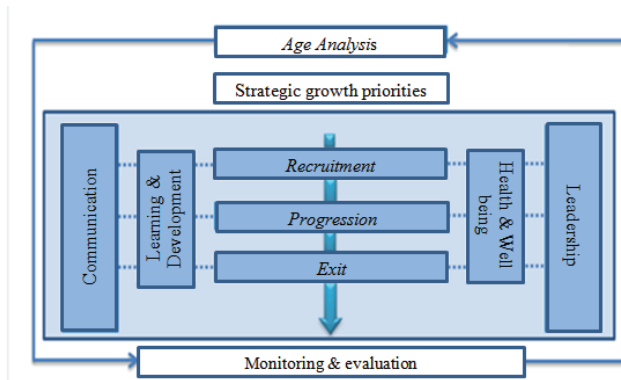 Age Analysis
Strategic growth priorities
Communication
Learning &
Development
Recruitment
Progression
Exit
Health & Well
being
Leadership
Monitoring & evaluation